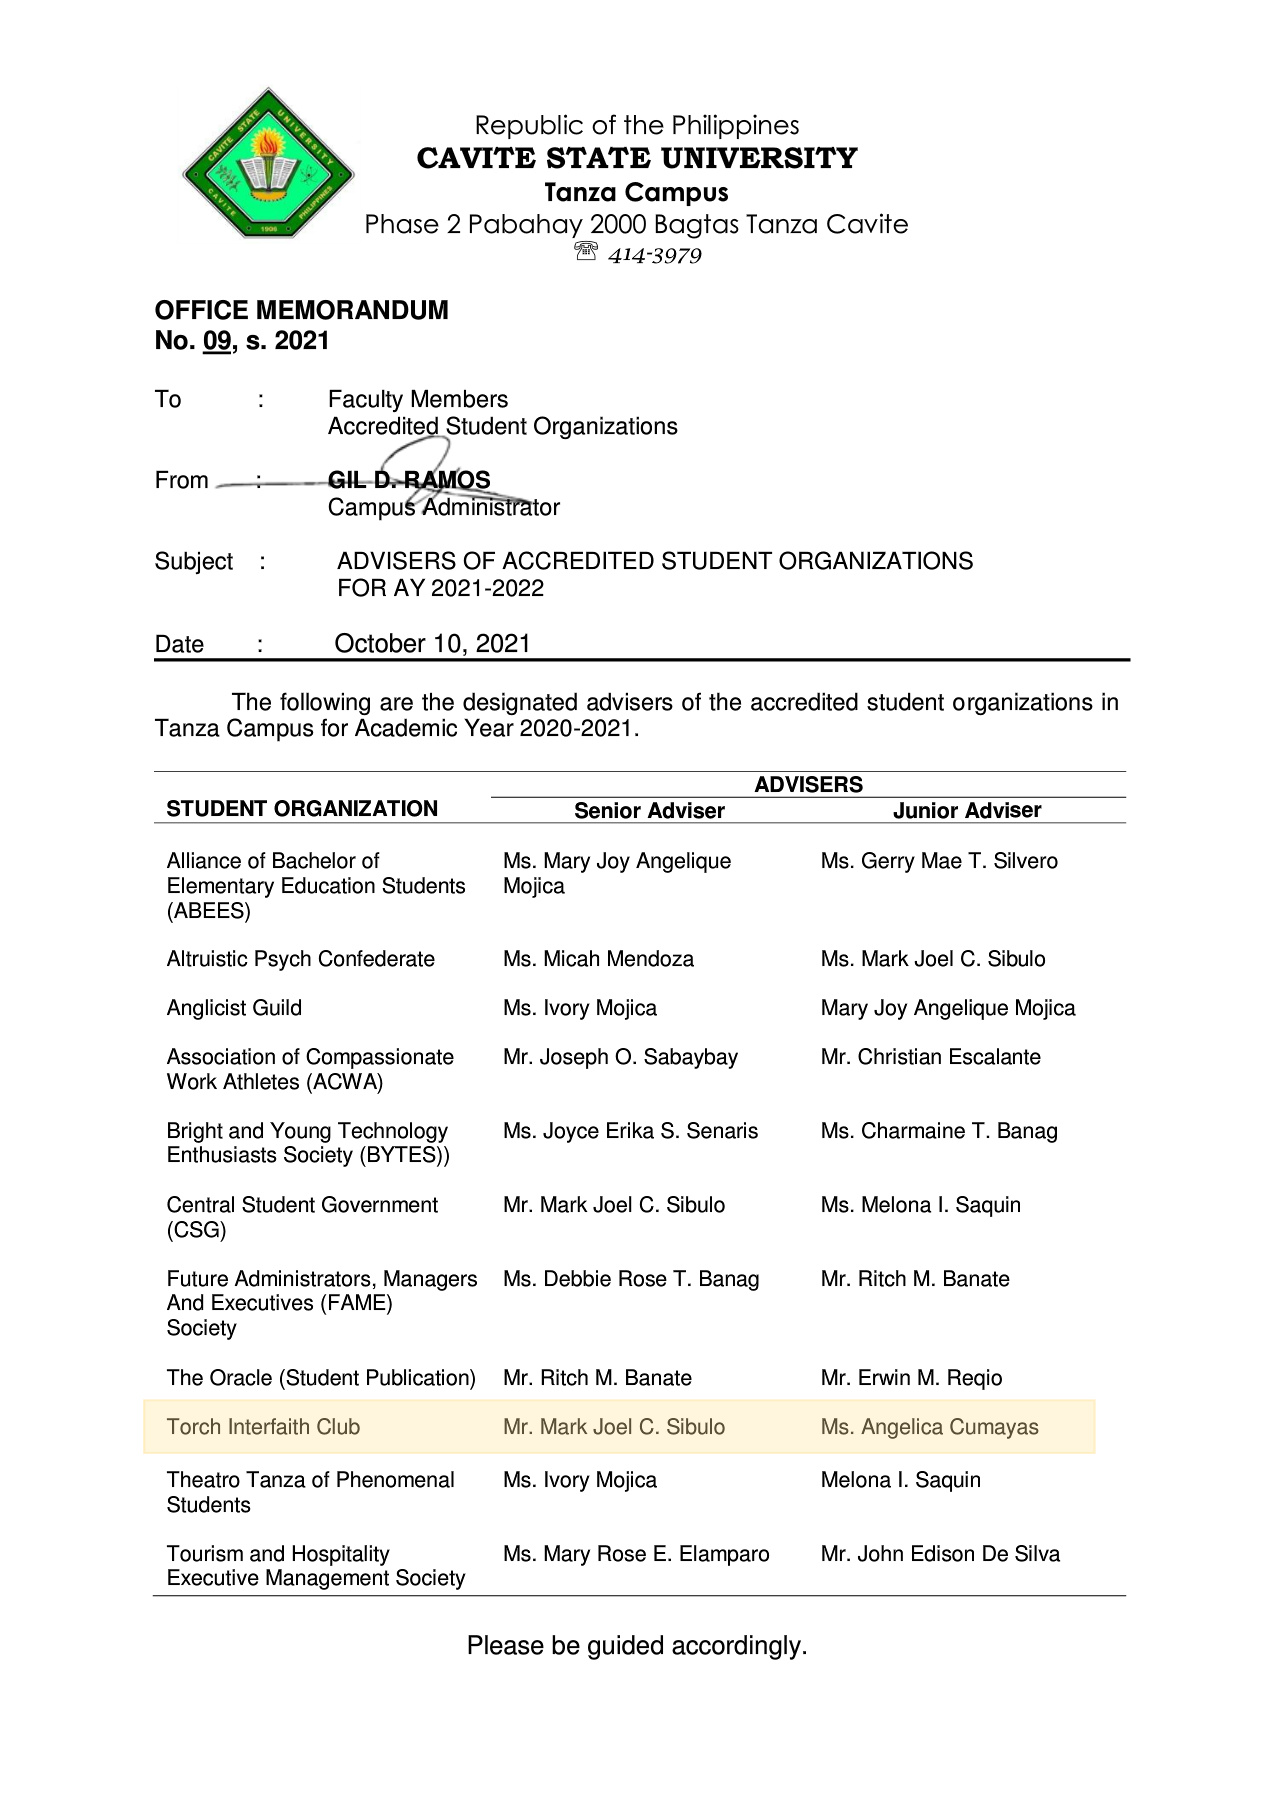 CAVITE STATE UNIVERSITY
CAVITE PHILIPPINES
1906
Republic of the Philippines
CAVITE STATE UNIVERSITY
Tanza Campus
Phase 2 Pabahay 2000 Bagtas Tanza Cavite
☏ 414-3979
OFFICE MEMORANDUM
No. 09, s. 2021
To : Faculty Members
Accredited Student Organizations
From : GIL D. RAMOS
Campus Administrator
Subject : ADVISERS OF ACCREDITED STUDENT ORGANIZATIONS
FOR AY 2021-2022
Date : October 10, 2021
The following are the designated advisers of the accredited student organizations in
Tanza Campus for Academic Year 2020-2021.
ADVISERS
STUDENT ORGANIZATION Senior Adviser Junior Adviser
Alliance of Bachelor of Ms. Mary Joy Angelique Ms. Gerry Mae T. Silvero
Elementary Education Students Mojica
(ABEES)
Altruistic Psych Confederate Ms. Micah Mendoza Ms. Mark Joel C. Sibulo
Anglicist Guild Ms. Ivory Mojica Mary Joy Angelique Mojica
Association of Compassionate Mr. Joseph O. Sabaybay Mr. Christian Escalante
Work Athletes (ACWA)
Bright and Young Technology Ms. Joyce Erika S. Senaris Ms. Charmaine T. Banag
Enthusiasts Society (BYTES))
Central Student Government Mr. Mark Joel C. Sibulo Ms. Melona I. Saquin
(CSG)
Future Administrators, Managers Ms. Debbie Rose T. Banag Mr. Ritch M. Banate
And Executives (FAME)
Society
The Oracle (Student Publication) Mr. Ritch M. Banate Mr. Erwin M. Reqio
Torch Interfaith Club Mr. Mark Joel C. Sibulo Ms. Angelica Cumayas
Theatro Tanza of Phenomenal Ms. Ivory Mojica Melona I. Saquin
Students
Tourism and Hospitality Ms. Mary Rose E. Elamparo Mr. John Edison De Silva
Executive Management Society
Please be guided accordingly.